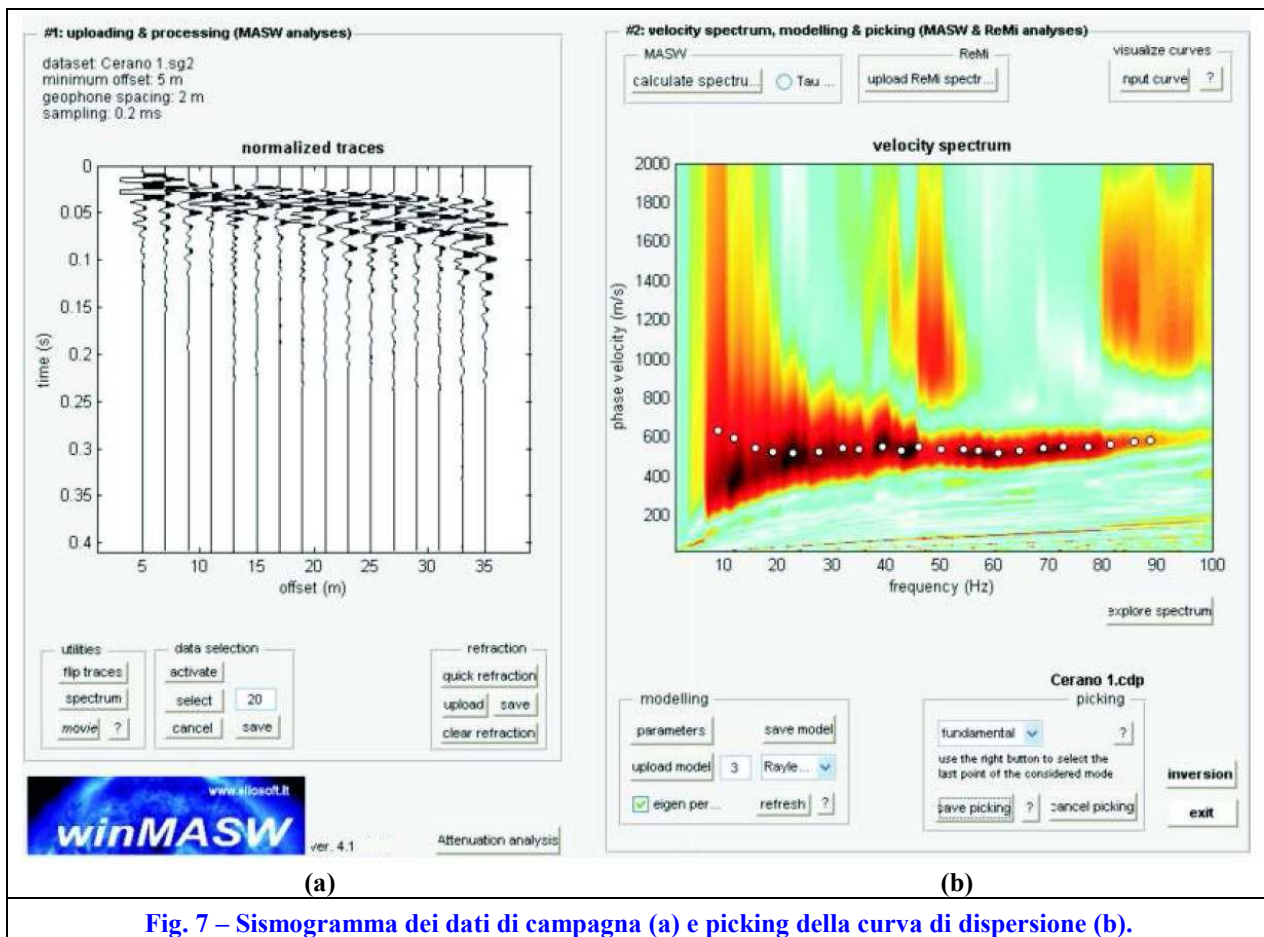 #1: uploading & processing (MASW analyses)
dataset: Cerano 1.sg2
minimum offset: 5 m
geophone spacing: 2 m
sampling: 0.2 ms
normalized traces
0
0.05
0.1
0.15
0.2
0.25
0.3
0.35
0.4
time (s)
5 10 15 20 25 30 35
offset (m)
utilities
flip traces
spectrum
movie ?
data selection
activate
select 20
cancel save
refraction
quick refraction
upload save
clear refraction
www.eliosoft.it
winMASW
ver. 4.1
Attenuation analysis
(a)
#2: velocity spectrum, modelling & picking (MASW & ReMi analyses)
MASW
calculate spectru... Tau ...
ReMi
upload ReMi spectr...
visualize curves
nput curve ?
velocity spectrum
2000
1800
1600
1400
1200
1000
800
600
400
200
phase velocity (m/s)
10 20 30 40 50 60 70 80 90 100
frequency (Hz)
explore spectrum
modelling
parameters save model
upload model 3 Rayle...
eigen per... refresh ?
Cerano 1.cdp
picking
fundamental ?
use the right button to select the
last point of the considered mode
save picking ? cancel picking
inversion
exit
(b)
Fig. 7 – Sismogramma dei dati di campagna (a) e picking della curva di dispersione (b).